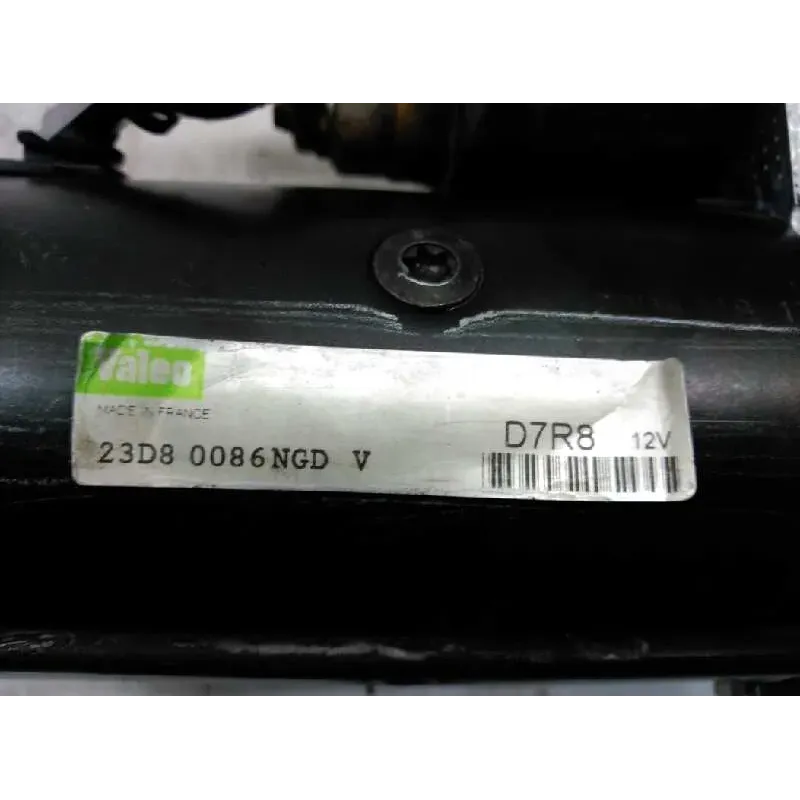 Valeo
MADE IN FRANCE
23D8 0086NGD V
D7R8 12V